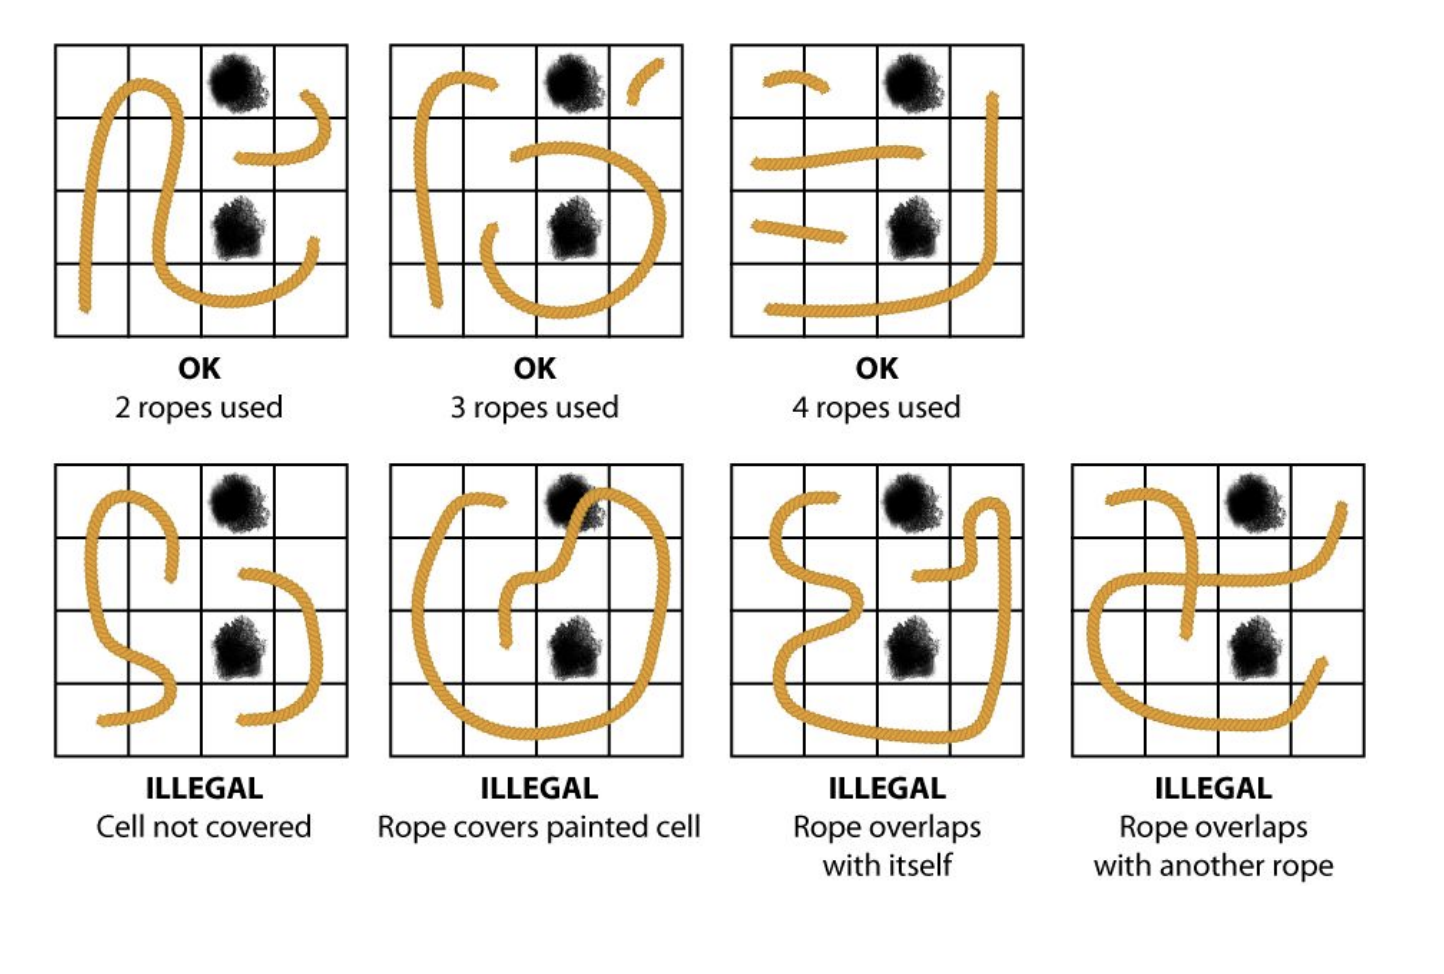 OK
2 ropes used
OK
3 ropes used
OK
4 ropes used
ILLEGAL
Cell not covered
ILLEGAL
Rope covers painted cell
ILLEGAL
Rope overlaps
with itself
ILLEGAL
Rope overlaps
with another rope